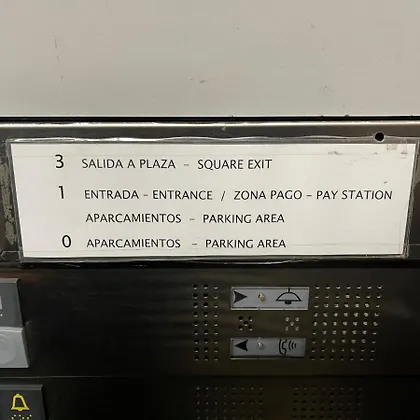 3 SALIDA A PLAZA - SQUARE EXIT
1 ENTRADA - ENTRANCE / ZONA PAGO - PAY STATION
APARCAMIENTOS - PARKING AREA
0 APARCAMIENTOS - PARKING AREA